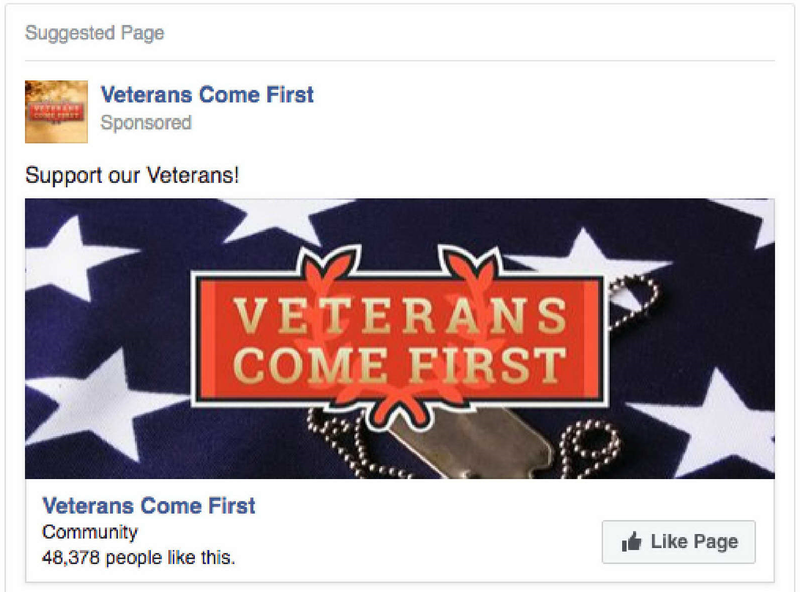 Suggested Page
Veterans Come First
Sponsored
Support our Veterans!
VETERANS
COME FIRST
Veterans Come First
Community
48,378 people like this.
Like Page